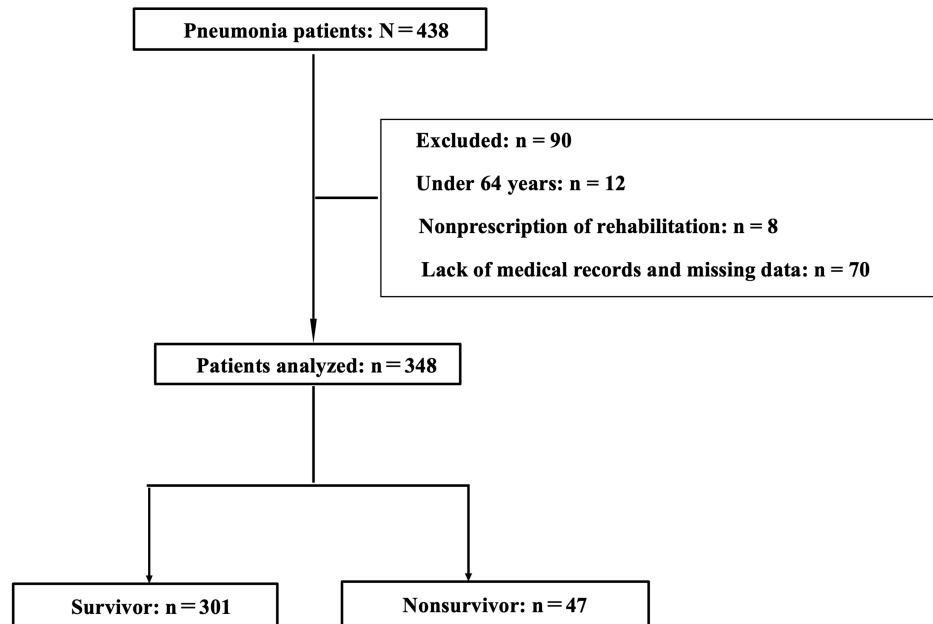 Pneumonia patients: N＝438
Excluded: n = 90
Under 64 years: n = 12
Nonprescription of rehabilitation: n = 8
Lack of medical records and missing data: n = 70
Patients analyzed: n＝348
Survivor: n＝301
Nonsurvivor: n＝47